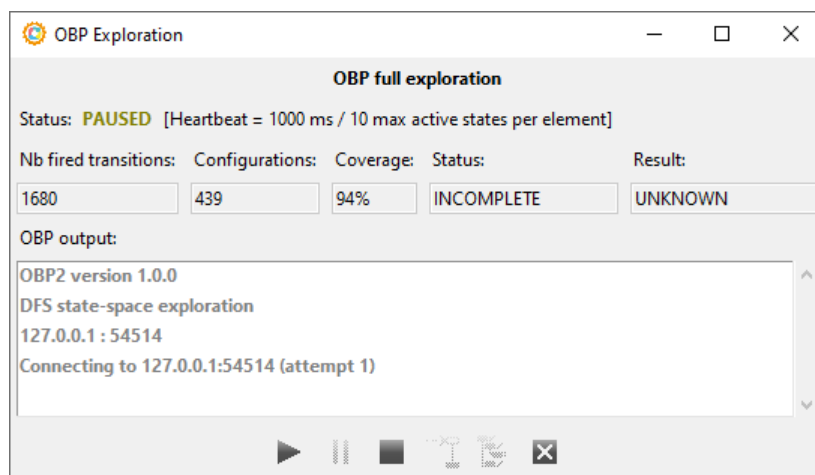 OBP Exploration
OBP full exploration
Status: PAUSED [Heartbeat = 1000 ms / 10 max active states per element]
Nb fired transitions: Configurations: Coverage: Status: Result:
1680 439 94% INCOMPLETE UNKNOWN
OBP output:
OBP2 version 1.0.0
DFS state-space exploration
127.0.0.1 : 54514
Connecting to 127.0.0.1:54514 (attempt 1)